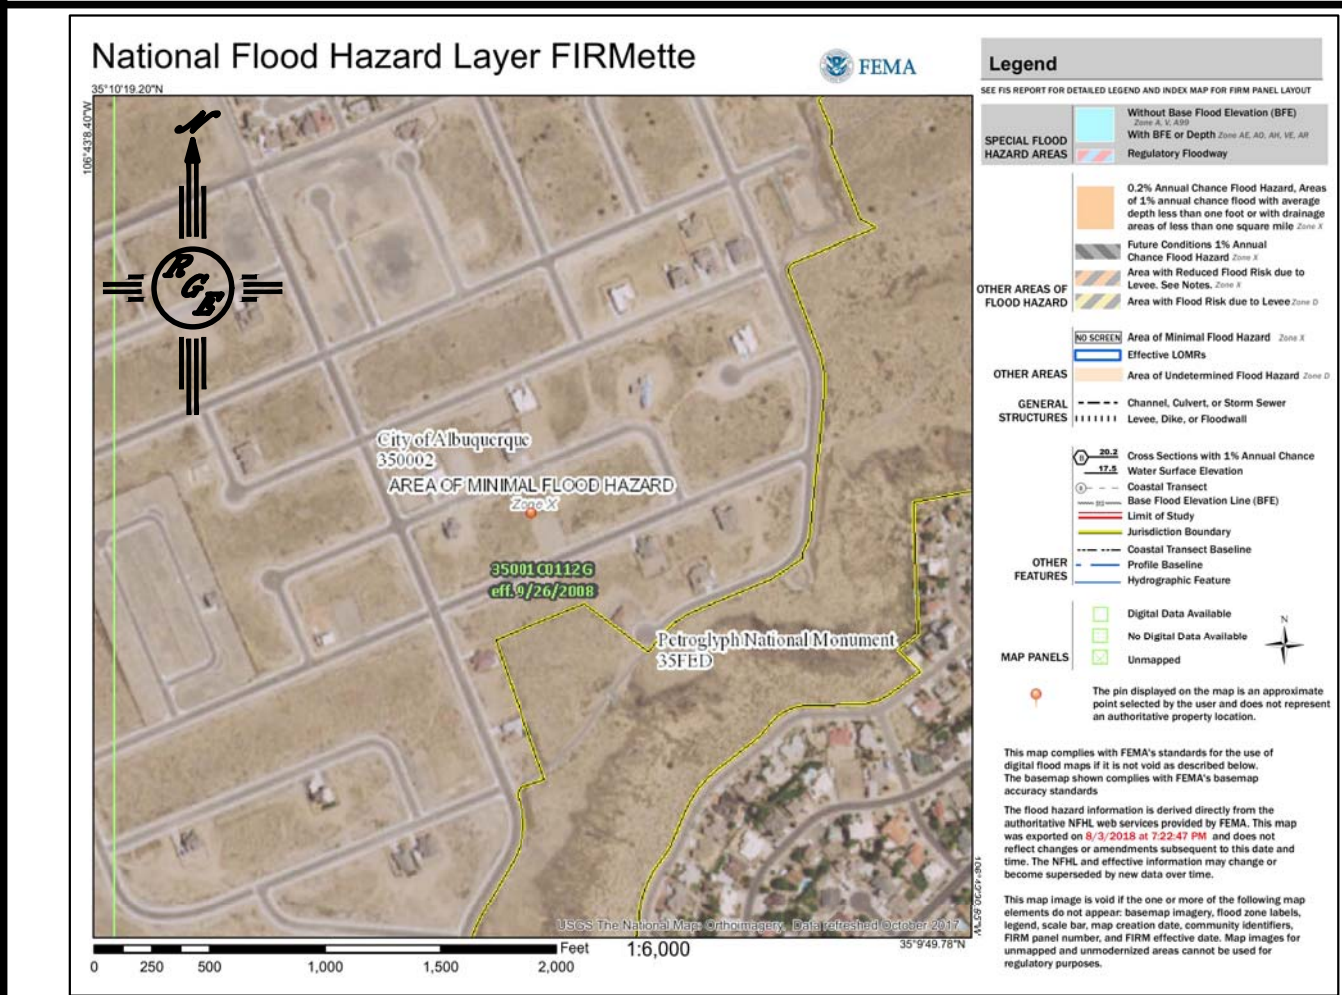 National Flood Hazard Layer FIRMette
FEMA
35°10'19.20"N
106°43'8.40"W
N
R
G
E
City of Albuquerque
350002
AREA OF MINIMAL FLOOD HAZARD
Zone X
35001C0112G
eff. 9/26/2008
Petroglyph National Monument
35FED
USGS The National Map: Orthoimagery. Data refreshed October 2017.
35°9'49.78"N
Feet
1:6,000
0 250 500 1,000 1,500 2,000
Legend
SEE FIS REPORT FOR DETAILED LEGEND AND INDEX MAP FOR FIRM PANEL LAYOUT
SPECIAL FLOOD
HAZARD AREAS
Without Base Flood Elevation (BFE)
Zone A, V, A99
With BFE or Depth Zone AE, AO, AH, VE, AR
Regulatory Floodway
OTHER AREAS OF
FLOOD HAZARD
0.2% Annual Chance Flood Hazard, Areas
of 1% annual chance flood with average
depth less than one foot or with drainage
areas of less than one square mile Zone X
Future Conditions 1% Annual
Chance Flood Hazard Zone X
Area with Reduced Flood Risk due to
Levee. See Notes. Zone X
Area with Flood Risk due to Levee Zone D
OTHER AREAS
NO SCREEN Area of Minimal Flood Hazard Zone X
Effective LOMRs
Area of Undetermined Flood Hazard Zone D
GENERAL
STRUCTURES
Channel, Culvert, or Storm Sewer
Levee, Dike, or Floodwall
OTHER
FEATURES
B 20.2 Cross Sections with 1% Annual Chance
17.5 Water Surface Elevation
Coastal Transect
Base Flood Elevation Line (BFE)
Limit of Study
Jurisdiction Boundary
Coastal Transect Baseline
Profile Baseline
Hydrographic Feature
MAP PANELS
Digital Data Available
No Digital Data Available
Unmapped
N
The pin displayed on the map is an approximate
point selected by the user and does not represent
an authoritative property location.
This map complies with FEMA's standards for the use of
digital flood maps if it is not void as described below.
The basemap shown complies with FEMA's basemap
accuracy standards
The flood hazard information is derived directly from the
authoritative NFHL web services provided by FEMA. This map
was exported on 8/3/2018 at 7:22:47 PM and does not
reflect changes or amendments subsequent to this date and
time. The NFHL and effective information may change or
become superseded by new data over time.
This map image is void if the one or more of the following map
elements do not appear: basemap imagery, flood zone labels,
legend, scale bar, map creation date, community identifiers,
FIRM panel number, and FIRM effective date. Map images for
unmapped and unmodernized areas cannot be used for
regulatory purposes.